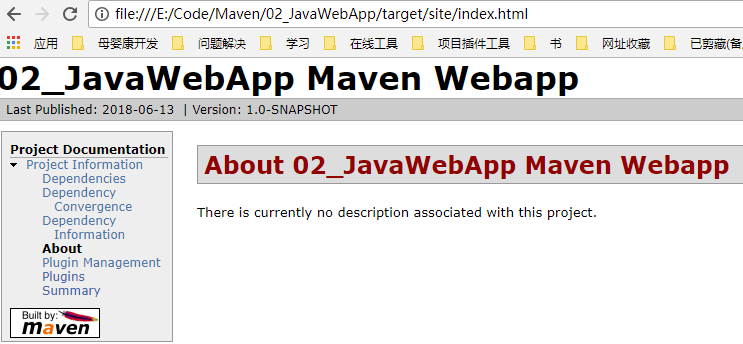 file:///E:/Code/Maven/02_JavaWebApp/target/site/index.html
应用 母婴康开发 问题解决 学习 在线工具 项目插件工具 书 网址收藏 已剪藏(备
02_JavaWebApp Maven Webapp
Last Published: 2018-06-13 | Version: 1.0-SNAPSHOT
Project Documentation
Project Information
Dependencies
Dependency
Convergence
Dependency
Information
About
Plugin Management
Plugins
Summary
Built by:
maven
About 02_JavaWebApp Maven Webapp
There is currently no description associated with this project.